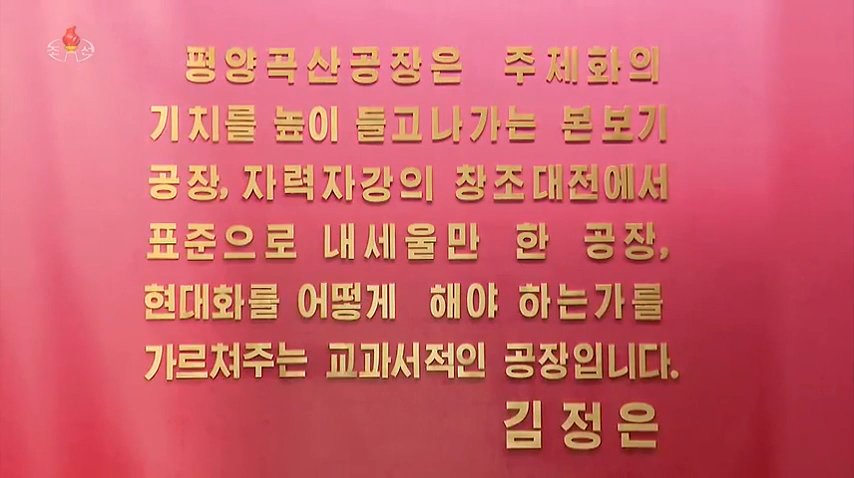 조선
평양곡산공장은 주체화의
기치를 높이 들고나가는 본보기
공장, 자력자강의 창조대전에서
표준으로 내세울만 한 공장,
현대화를 어떻게 해야 하는가를
가르쳐주는 교과서적인 공장입니다.
김정은